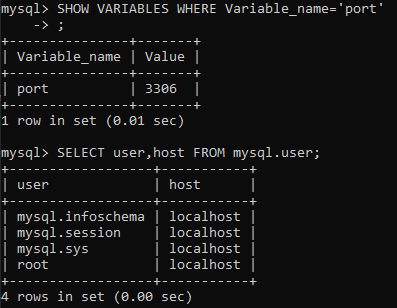 mysql> SHOW VARIABLES WHERE Variable_name='port'
    -> ;
+---------------+-------+
| Variable_name | Value |
+---------------+-------+
| port          | 3306  |
+---------------+-------+
1 row in set (0.01 sec)

mysql> SELECT user,host FROM mysql.user;
+------------------+-----------+
| user             | host      |
+------------------+-----------+
| mysql.infoschema | localhost |
| mysql.session    | localhost |
| mysql.sys        | localhost |
| root             | localhost |
+------------------+-----------+
4 rows in set (0.00 sec)